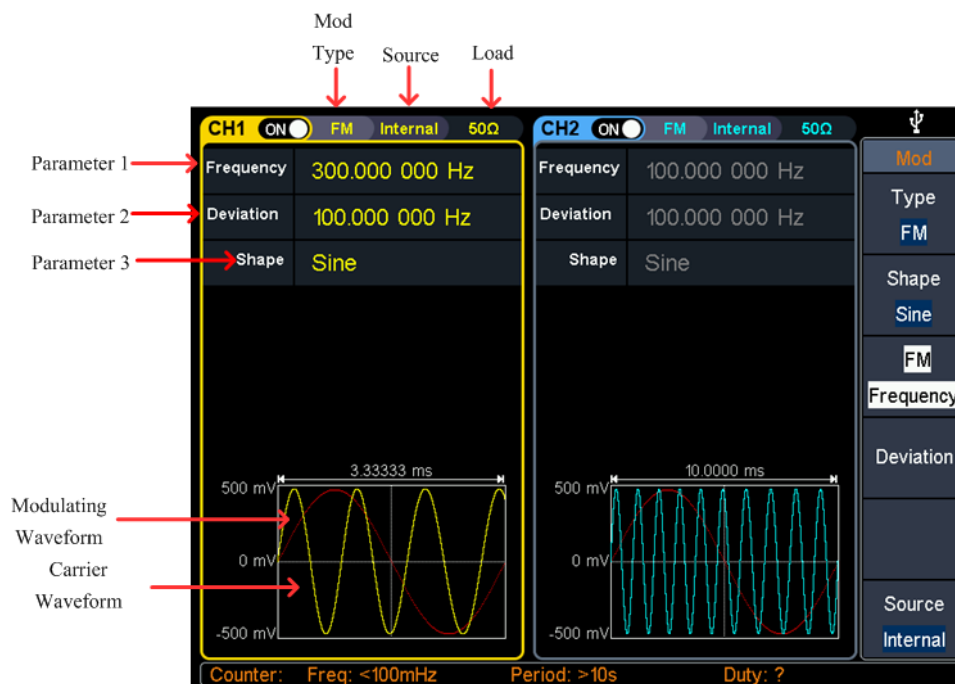 Mod
Type
Source
Load
CH1 ON FM Internal 50Ω
CH2 ON FM Internal 50Ω
Parameter 1
Frequency 300.000 000 Hz
Frequency 100.000 000 Hz
Mod
Parameter 2
Deviation 100.000 000 Hz
Deviation 100.000 000 Hz
Type
FM
Parameter 3
Shape Sine
Shape Sine
Shape
Sine
FM
Frequency
Deviation
3.33333 ms
10.0000 ms
500 mV
500 mV
Modulating
Waveform
0 mV
0 mV
Carrier
Waveform
-500 mV
-500 mV
Source
Internal
Counter: Freq: <100mHz Period: >10s Duty: ?